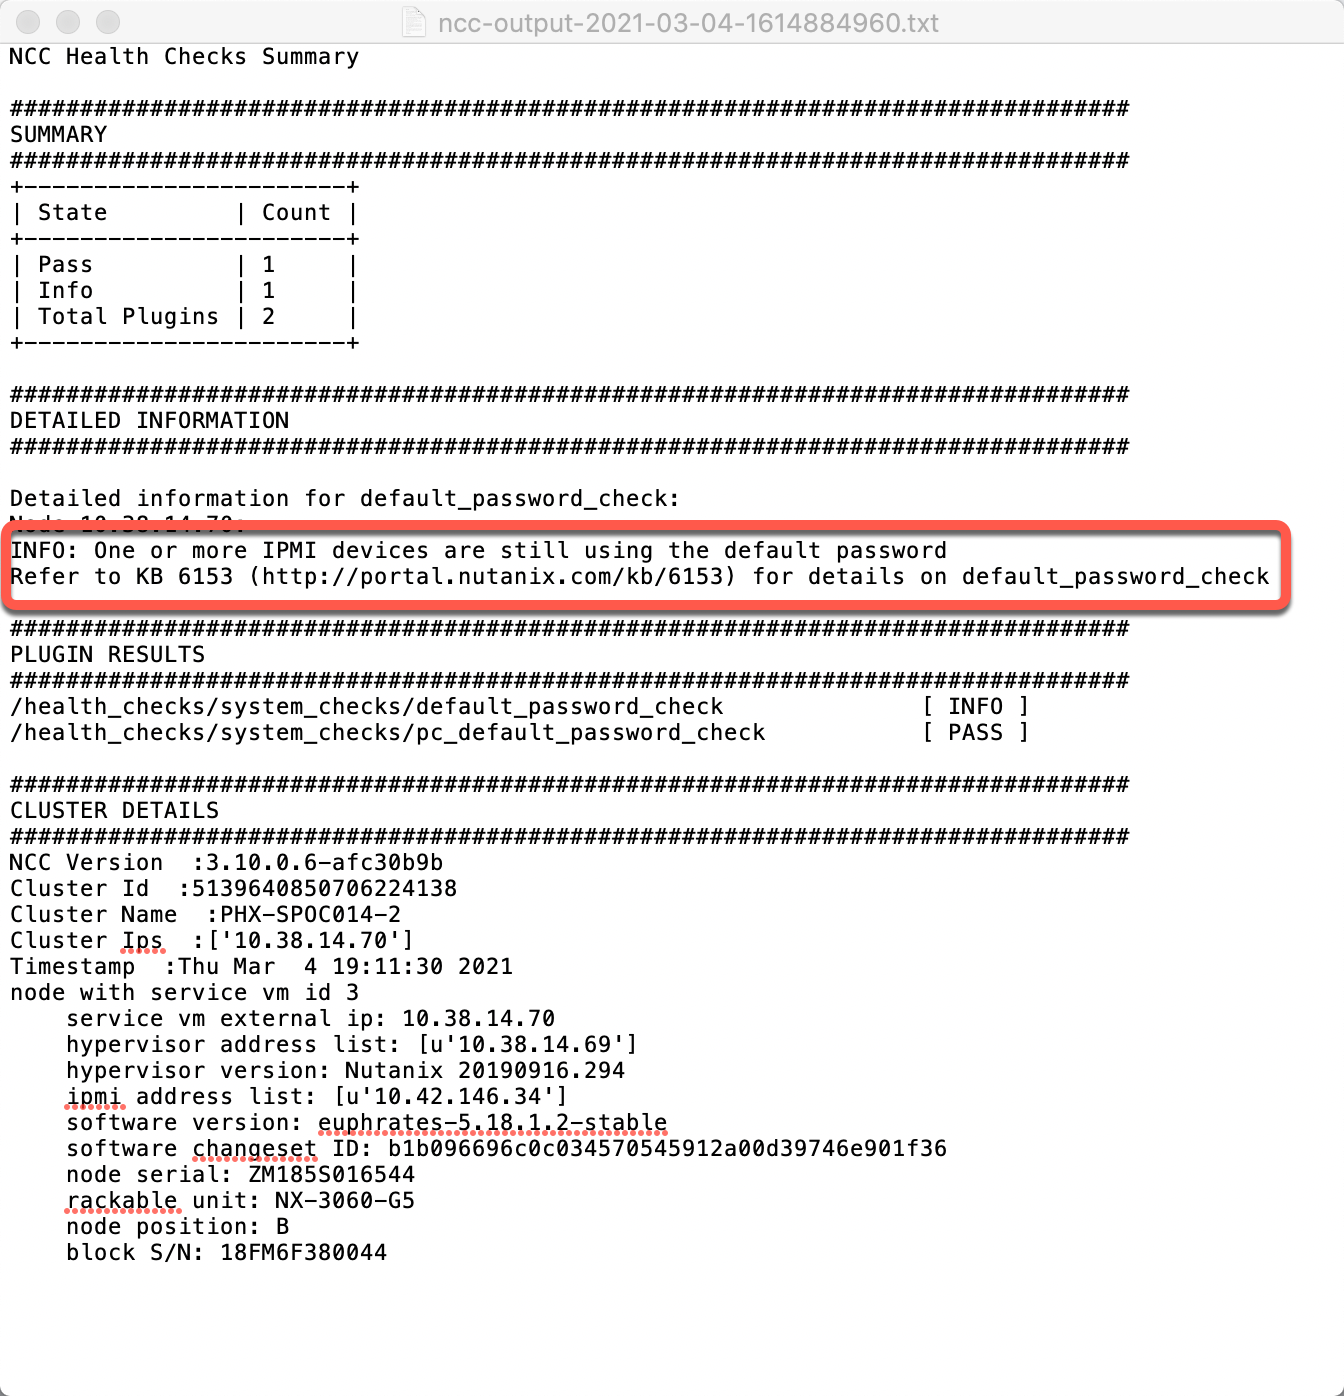 ncc-output-2021-03-04-1614884960.txt
NCC Health Checks Summary
################################################################################
SUMMARY
################################################################################
+-----------------------+
| State         | Count |
+-----------------------+
| Pass          | 1     |
| Info          | 1     |
| Total Plugins | 2     |
+-----------------------+
################################################################################
DETAILED INFORMATION
################################################################################
Detailed information for default_password_check:
Node 10.38.14.70:
INFO: One or more IPMI devices are still using the default password
Refer to KB 6153 (http://portal.nutanix.com/kb/6153) for details on default_password_check
################################################################################
PLUGIN RESULTS
################################################################################
/health_checks/system_checks/default_password_check              [ INFO ]
/health_checks/system_checks/pc_default_password_check           [ PASS ]
################################################################################
CLUSTER DETAILS
################################################################################
NCC Version  :3.10.0.6-afc30b9b
Cluster Id  :5139640850706224138
Cluster Name  :PHX-SPOC014-2
Cluster Ips  :['10.38.14.70']
Timestamp  :Thu Mar  4 19:11:30 2021
node with service vm id 3
    service vm external ip: 10.38.14.70
    hypervisor address list: [u'10.38.14.69']
    hypervisor version: Nutanix 20190916.294
    ipmi address list: [u'10.42.146.34']
    software version: euphrates-5.18.1.2-stable
    software changeset ID: b1b096696c0c034570545912a00d39746e901f36
    node serial: ZM185S016544
    rackable unit: NX-3060-G5
    node position: B
    block S/N: 18FM6F380044